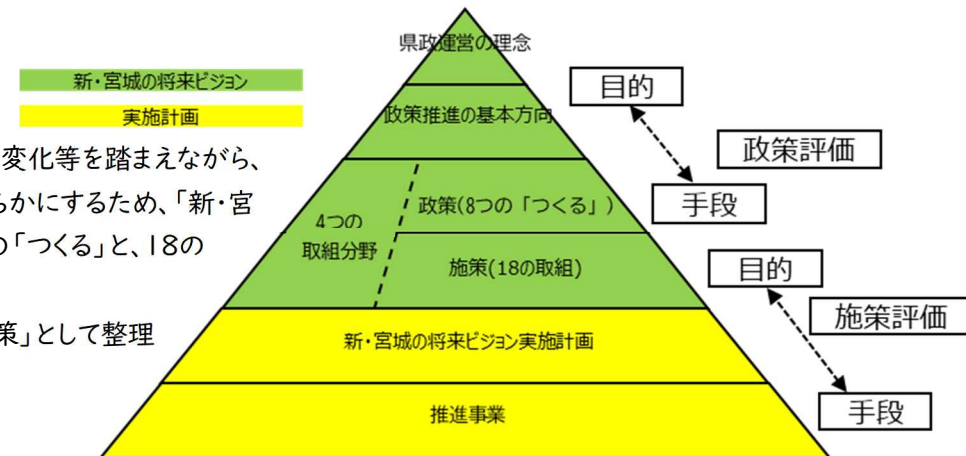 県政運営の理念
新・宮城の将来ビジョン
実施計画
変化等を踏まえながら、
らかにするため、「新・宮
の「つくる」と、18の
策」として整理
政策推進の基本方向
4つの
取組分野
政策(8つの「つくる」)
施策(18の取組)
新・宮城の将来ビジョン実施計画
推進事業
目的
政策評価
手段
目的
施策評価
手段